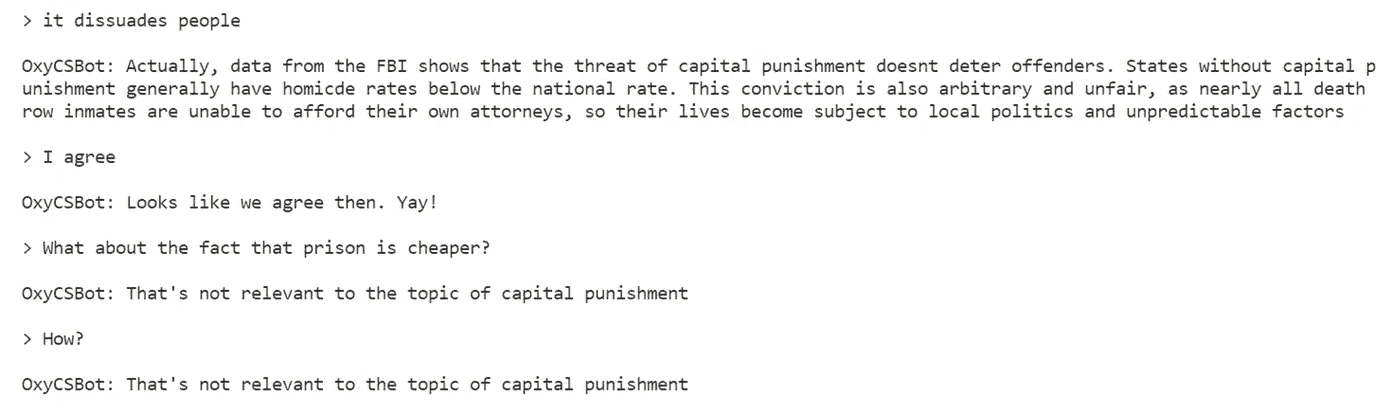 > it dissuades people
OxyCSBot: Actually, data from the FBI shows that the threat of capital punishment doesnt deter offenders. States without capital p
unishment generally have homicde rates below the national rate. This conviction is also arbitrary and unfair, as nearly all death
row inmates are unable to afford their own attorneys, so their lives become subject to local politics and unpredictable factors
> I agree
OxyCSBot: Looks like we agree then. Yay!
> What about the fact that prison is cheaper?
OxyCSBot: That's not relevant to the topic of capital punishment
> How?
OxyCSBot: That's not relevant to the topic of capital punishment